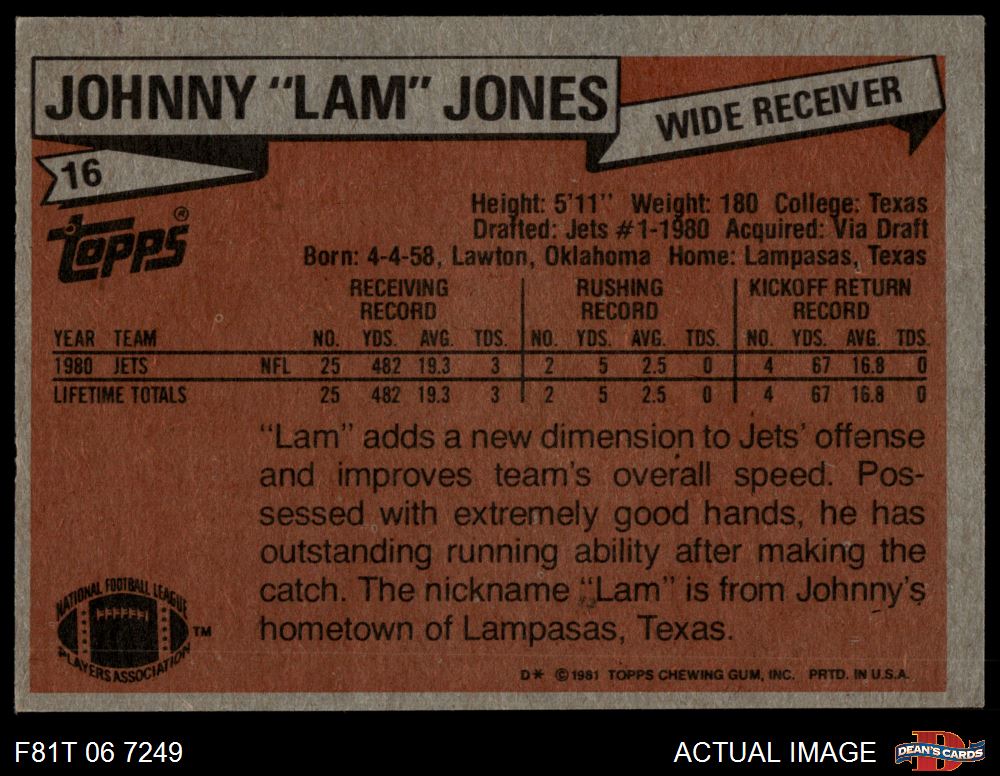 JOHNNY "LAM" JONES
WIDE RECEIVER
16
topps®
Height: 5'11" Weight: 180 College: Texas
Drafted: Jets #1-1980 Acquired: Via Draft
Born: 4-4-58, Lawton, Oklahoma Home: Lampasas, Texas
RECEIVING RECORD RUSHING RECORD KICKOFF RETURN RECORD
YEAR TEAM NO. YDS. AVG. TDS. NO. YDS. AVG. TDS. NO. YDS. AVG. TDS.
1980 JETS NFL 25 482 19.3 3 2 5 2.5 0 4 67 16.8 0
LIFETIME TOTALS 25 482 19.3 3 2 5 2.5 0 4 67 16.8 0
"Lam" adds a new dimension to Jets' offense
and improves team's overall speed. Pos-
sessed with extremely good hands, he has
outstanding running ability after making the
catch. The nickname "Lam" is from Johnny's
hometown of Lampasas, Texas.
NATIONAL FOOTBALL LEAGUE
PLAYERS ASSOCIATION
™
D* © 1981 TOPPS CHEWING GUM, INC. PRTD. IN U.S.A.
F81T 06 7249
ACTUAL IMAGE
D
DEAN'S CARDS